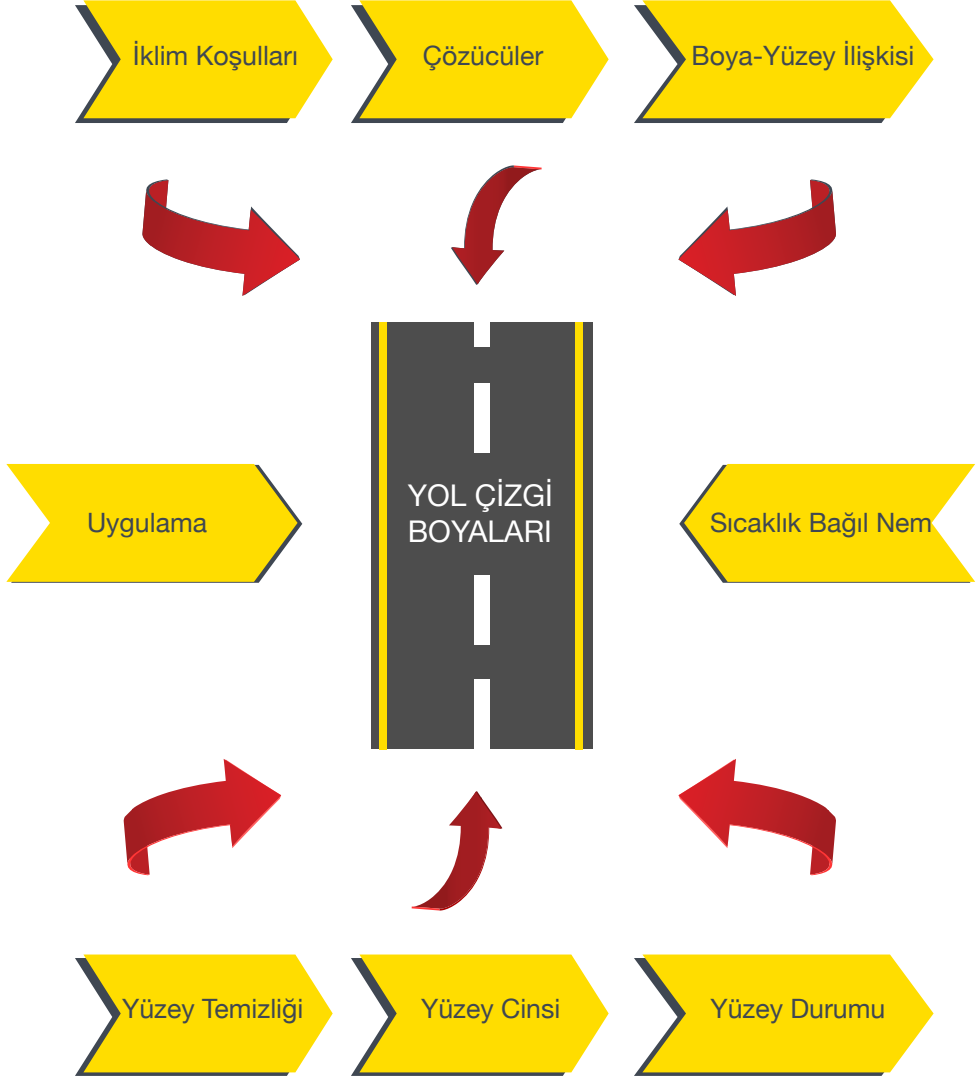 İklim Koşulları
Çözücüler
Boya-Yüzey İlişkisi
Uygulama
YOL ÇİZGİ
BOYALARI
Sıcaklık Bağıl Nem
Yüzey Temizliği
Yüzey Cinsi
Yüzey Durumu